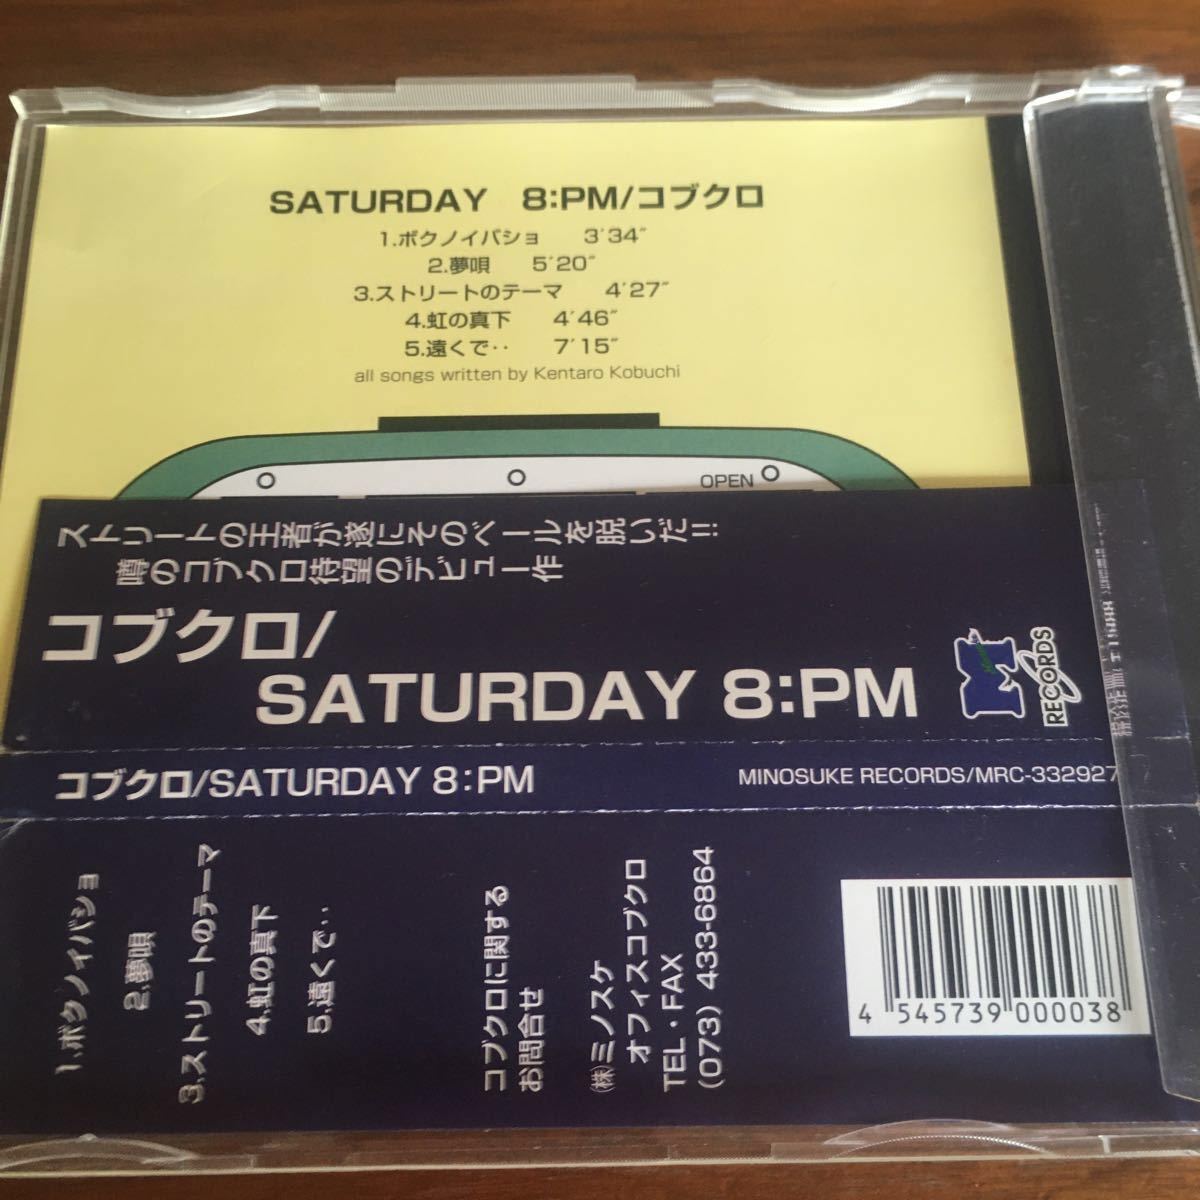 SATURDAY 8:PM/コブクロ
1.ボクノイバショ 3'34"
2.夢唄 5'20"
3.ストリートのテーマ 4'27"
4.虹の真下 4'46"
5.遠くで‥ 7'15"
all songs written by Kentaro Kobuchi
OPEN
ストリートの王者が遂にそのベールを脱いだ!!
噂のコブクロ待望のデビュー作
コブクロ/
SATURDAY 8:PM
RECORDS
コブクロ/SATURDAY 8:PM
MINOSUKE RECORDS/MRC-332927
1.ボクノイバショ
2.夢唄
3.ストリートのテーマ
4.虹の真下
5.遠くで‥
コブクロに関する
お問合せ
㈱ミノスケ
オフィスコブクロ
TEL・FAX
(073) 433-6864
4 545739 000038